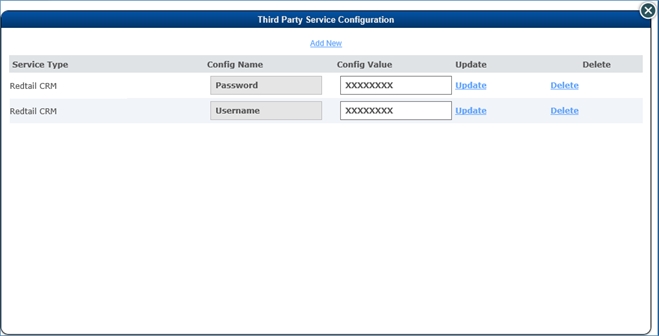 Third Party Service Configuration
Add New
Service Type Config Name Config Value Update Delete
Redtail CRM Password XXXXXXXX Update Delete
Redtail CRM Username XXXXXXXX Update Delete